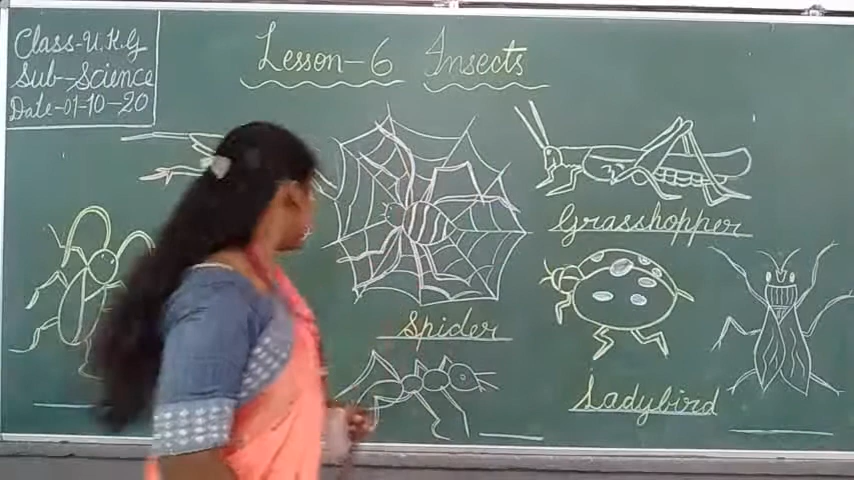 Class-U.K.G
Sub-Science
Date-01-10-20
Lesson-6 Insects
Grasshopper
Spider
Ladybird